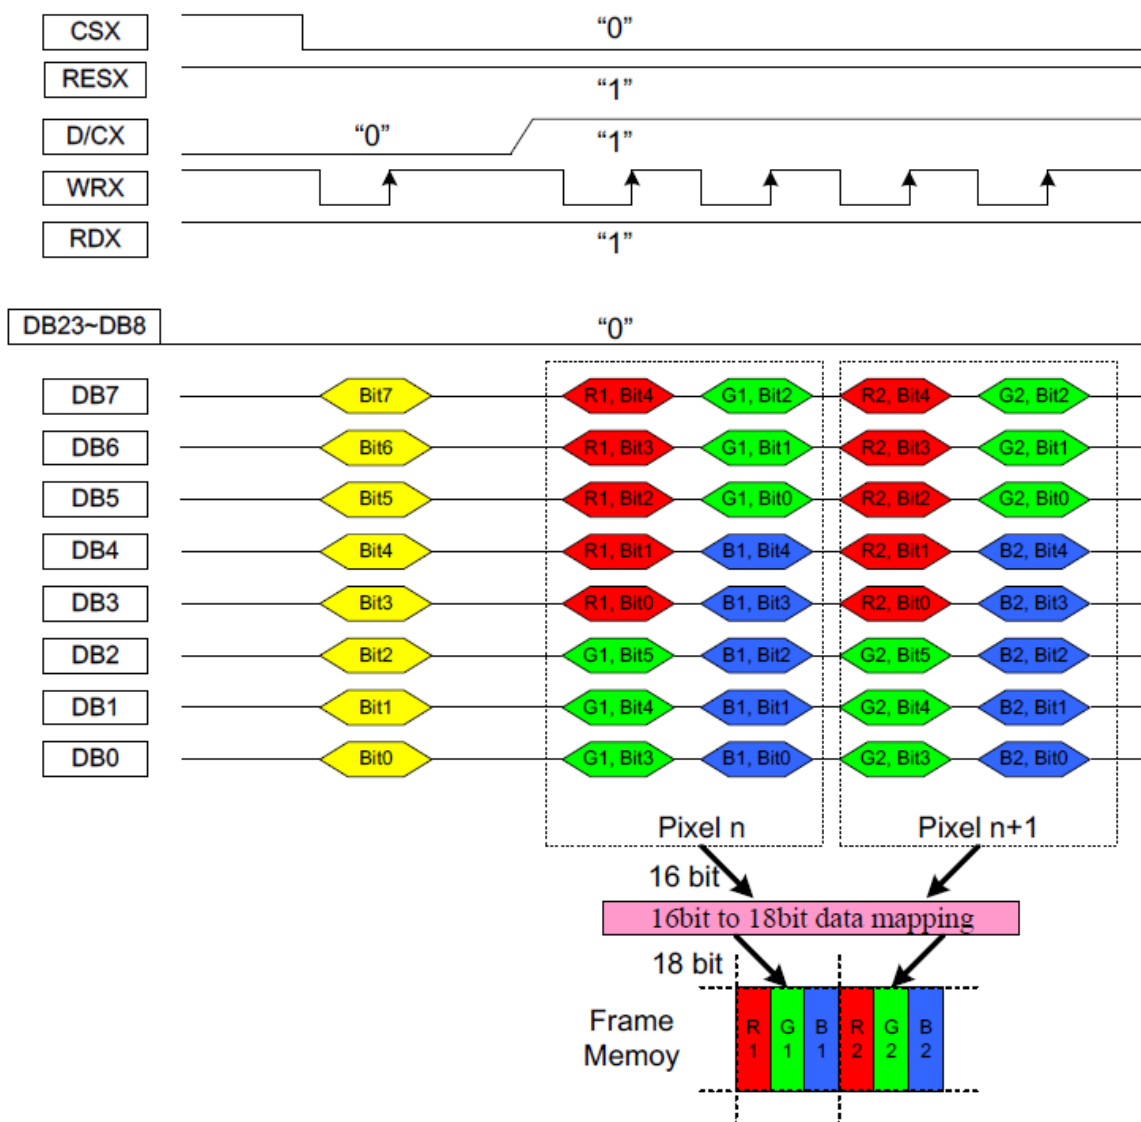 CSX “0”
RESX “1”
D/CX “0” “1”
WRX
RDX “1”
DB23~DB8 “0”
DB7 Bit7 R1, Bit4 G1, Bit2 R2, Bit4 G2, Bit2
DB6 Bit6 R1, Bit3 G1, Bit1 R2, Bit3 G2, Bit1
DB5 Bit5 R1, Bit2 G1, Bit0 R2, Bit2 G2, Bit0
DB4 Bit4 R1, Bit1 B1, Bit4 R2, Bit1 B2, Bit4
DB3 Bit3 R1, Bit0 B1, Bit3 R2, Bit0 B2, Bit3
DB2 Bit2 G1, Bit5 B1, Bit2 G2, Bit5 B2, Bit2
DB1 Bit1 G1, Bit4 B1, Bit1 G2, Bit4 B2, Bit1
DB0 Bit0 G1, Bit3 B1, Bit0 G2, Bit3 B2, Bit0
Pixel n Pixel n+1
16 bit
16bit to 18bit data mapping
18 bit
Frame
Memoy
R G B R G B
1 1 1 2 2 2